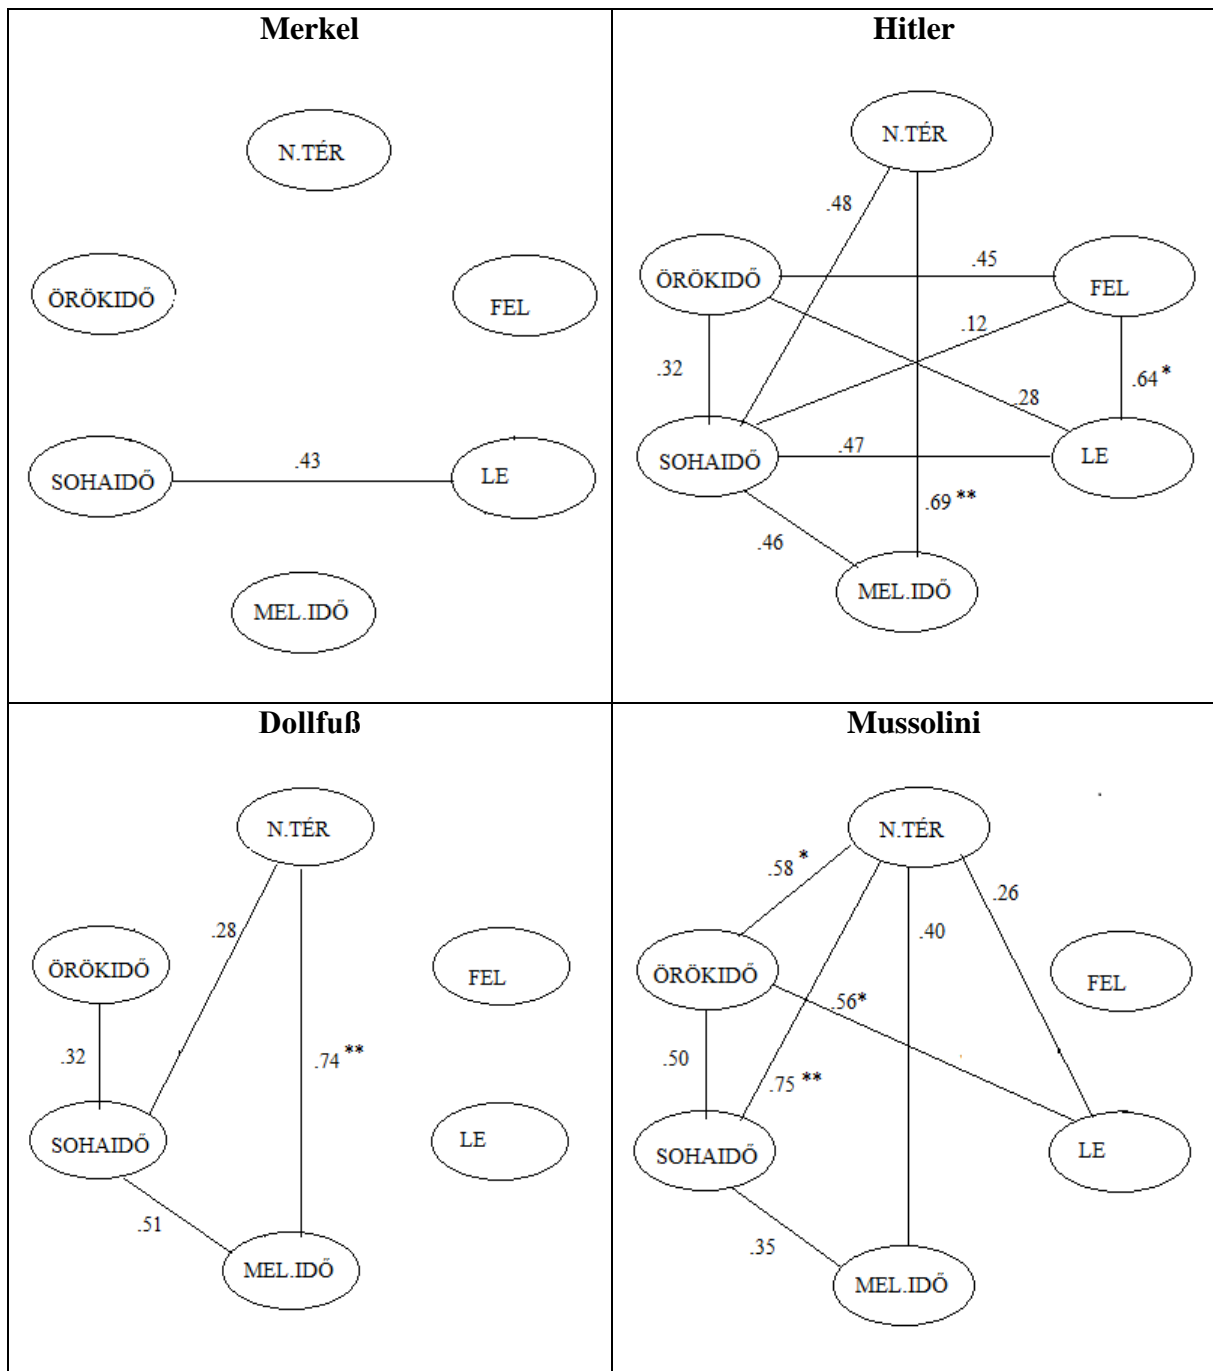 Merkel
N.TÉR
ÖRÖKIDŐ
FEL
SOHAIDŐ
.43
LE
MEL.IDŐ
Hitler
N.TÉR
.48
ÖRÖKIDŐ
.45
FEL
.12
.32
.28
.64*
SOHAIDŐ
.47
LE
.69**
.46
MEL.IDŐ
Dollfuß
N.TÉR
.28
ÖRÖKIDŐ
FEL
.32
.74**
SOHAIDŐ
LE
.51
MEL.IDŐ
Mussolini
N.TÉR
.58*
.26
.40
ÖRÖKIDŐ
FEL
.56*
.50
.75**
SOHAIDŐ
LE
.35
MEL.IDŐ